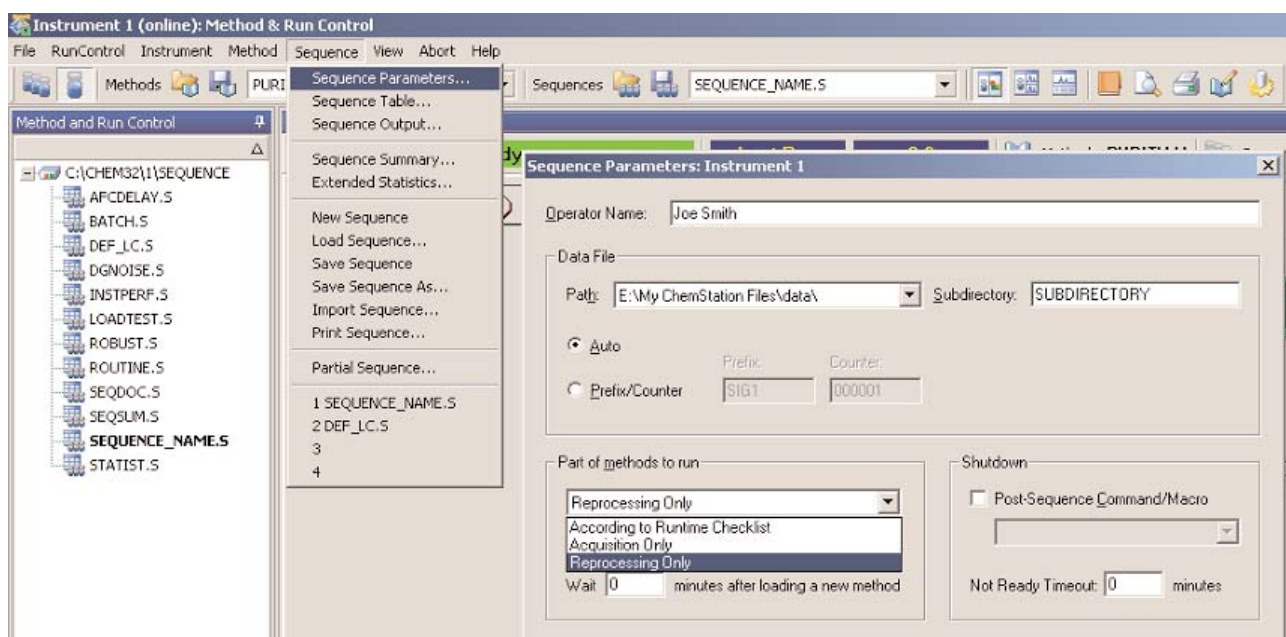 Instrument 1 (online): Method & Run Control
File RunControl Instrument Method Sequence View Abort Help
Methods PURI
Sequences SEQUENCE_NAME.S
Sequence Parameters...
Sequence Table...
Sequence Output...
Sequence Summary...
Extended Statistics...
New Sequence
Load Sequence...
Save Sequence
Save Sequence As...
Import Sequence...
Print Sequence...
Partial Sequence...
1 SEQUENCE_NAME.S
2 DEF_LC.S
3
4
Method and Run Control
C:\CHEM32\1\SEQUENCE
AFCDELAY.S
BATCH.S
DEF_LC.S
DGNOISE.S
INSTPERF.S
LOADTEST.S
ROBUST.S
ROUTINE.S
SEQDOC.S
SEQSUM.S
SEQUENCE_NAME.S
STATIST.S
dy
Sequence Parameters: Instrument 1
Operator Name: Joe Smith
Data File
Path: E:\My ChemStation Files\data\ Subdirectory: SUBDIRECTORY
Auto
Prefix: Counter:
Prefix/Counter SIG1 000001
Part of methods to run
Reprocessing Only
According to Runtime Checklist
Acquisition Only
Reprocessing Only
Wait 0 minutes after loading a new method
Shutdown
Post-Sequence Command/Macro
Not Ready Timeout: 0 minutes